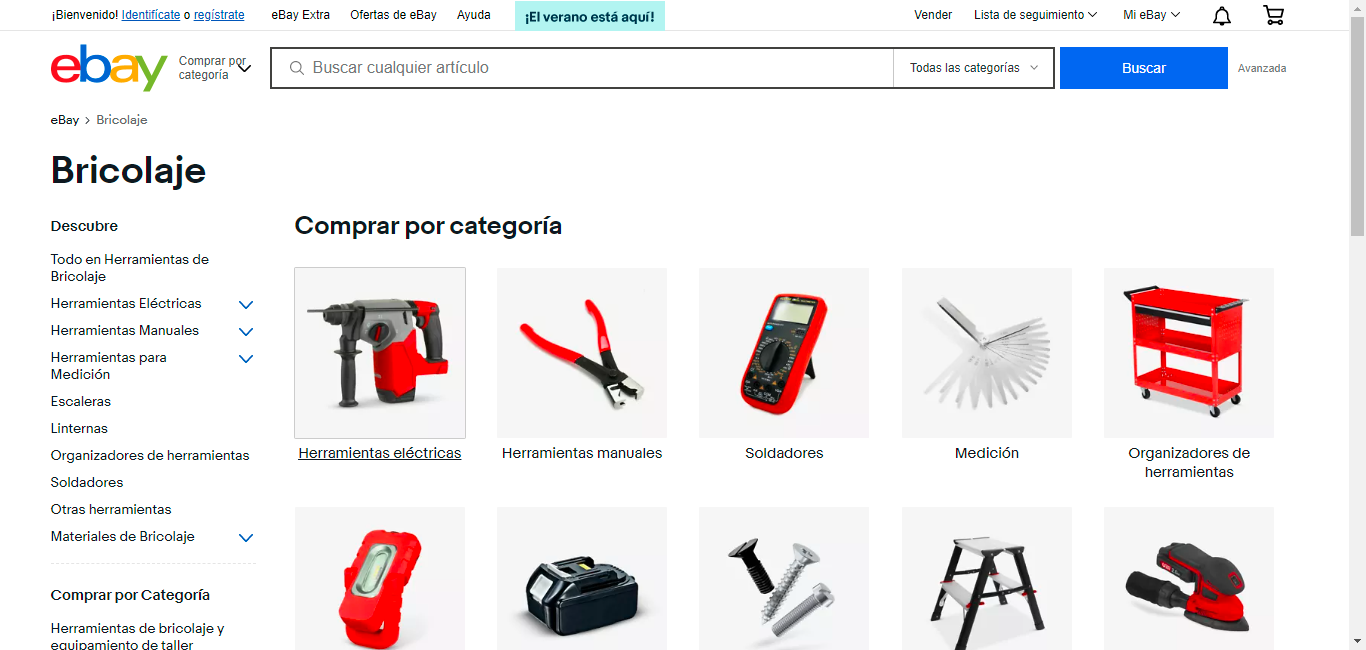 ¡Bienvenido! Identifícate o regístrate
eBay Extra
Ofertas de eBay
Ayuda
¡El verano está aquí!
Vender
Lista de seguimiento
Mi eBay
ebay
Comprar por
categoría
Buscar cualquier artículo
Todas las categorías
Buscar
Avanzada
eBay
Bricolaje
Bricolaje
Descubre
Todo en Herramientas de
Bricolaje
Herramientas Eléctricas
Herramientas Manuales
Herramientas para
Medición
Escaleras
Linternas
Organizadores de herramientas
Soldadores
Otras herramientas
Materiales de Bricolaje
Comprar por Categoría
Herramientas de bricolaje y
equipamiento de taller
Comprar por categoría
Herramientas eléctricas
Herramientas manuales
Soldadores
Medición
Organizadores de
herramientas